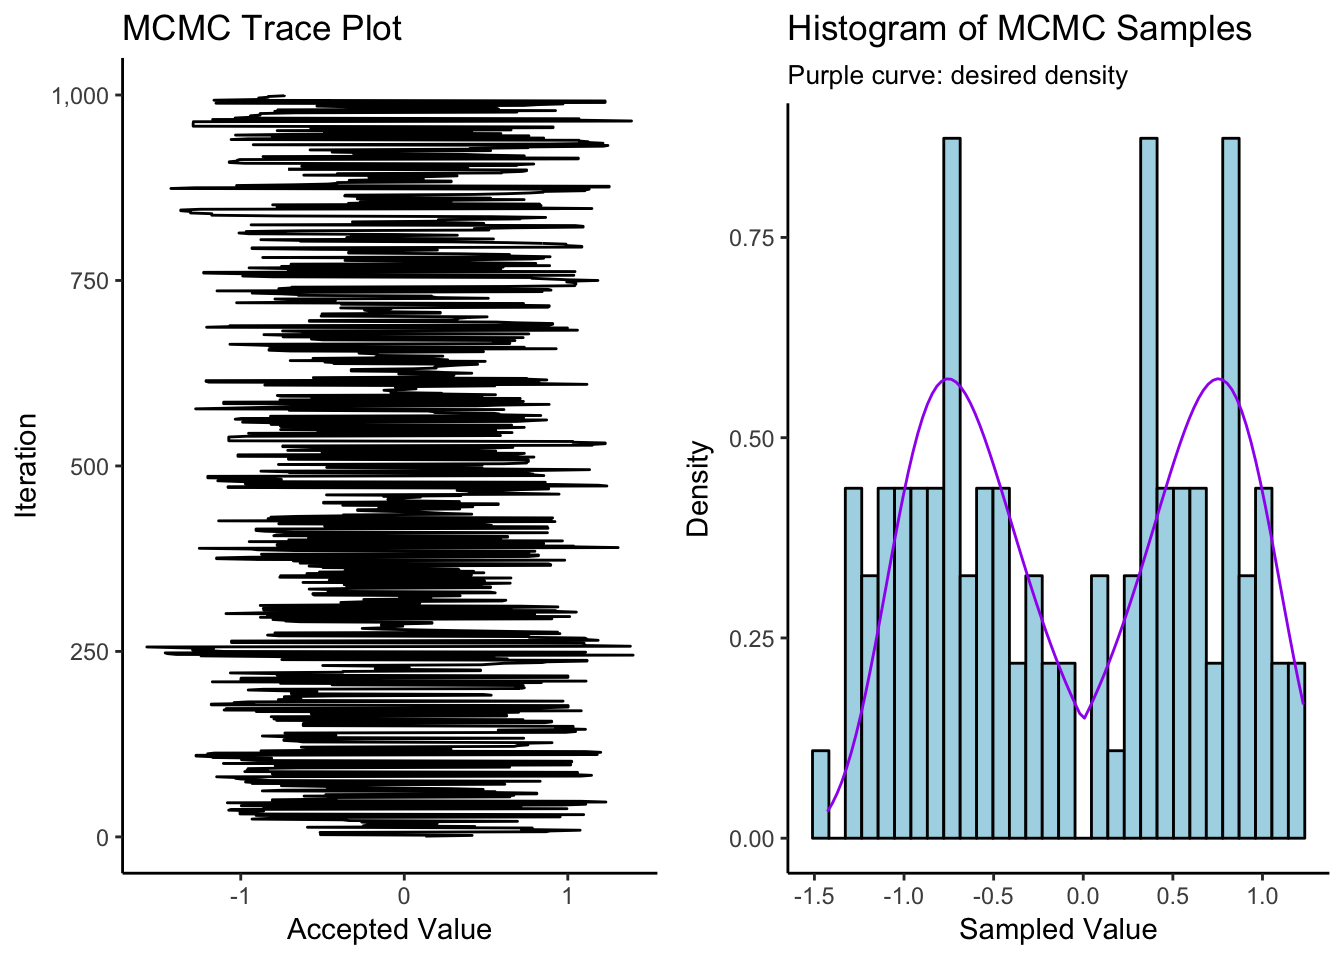 MCMC Trace Plot
1,000
750
500
250
0
-1
0
1
Accepted Value
Iteration
Histogram of MCMC Samples
Purple curve: desired density
0.75
0.50
0.25
0.00
-1.5
-1.0
-0.5
0.0
0.5
1.0
Sampled Value
Density